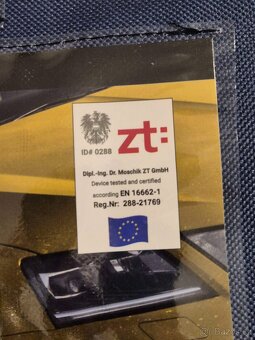 zt:
ID# 0288
Dipl.-Ing. Dr. Moschik ZT GmbH
Device tested and certified
according EN 16662-1
Reg.Nr: 288-21769